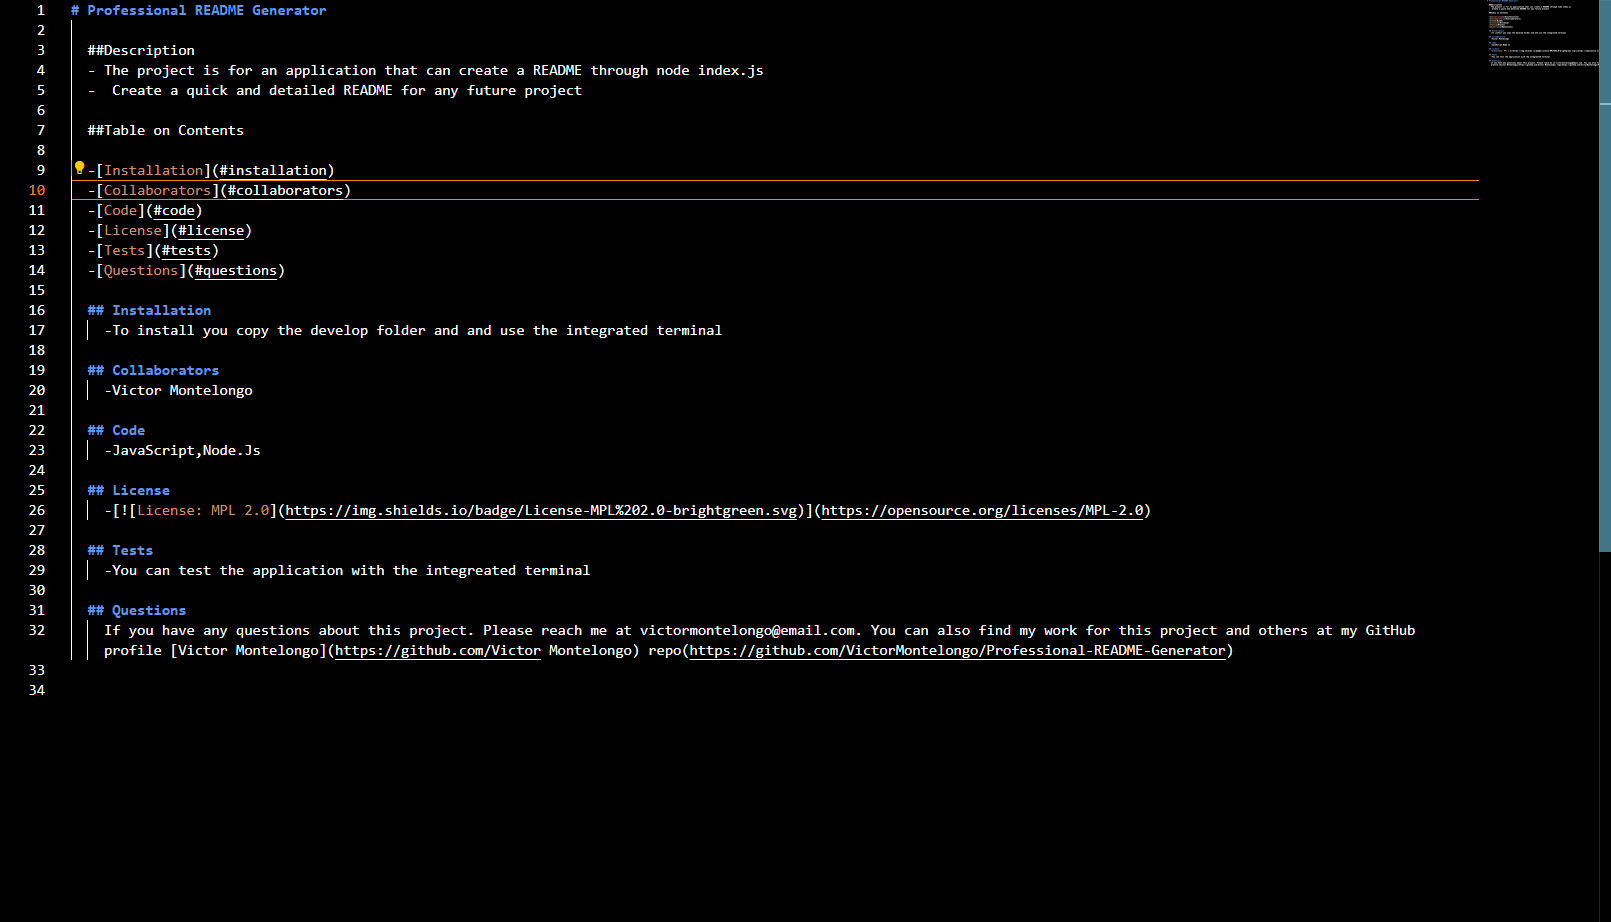 1 # Professional README Generator
2
3 ##Description
4 - The project is for an application that can create a README through node index.js
5 -  Create a quick and detailed README for any future project
6
7 ##Table on Contents
8
9 -[Installation](#installation)
10 -[Collaborators](#collaborators)
11 -[Code](#code)
12 -[License](#license)
13 -[Tests](#tests)
14 -[Questions](#questions)
15
16 ## Installation
17 -To install you copy the develop folder and and use the integrated terminal
18
19 ## Collaborators
20 -Victor Montelongo
21
22 ## Code
23 -JavaScript,Node.Js
24
25 ## License
26 -[![License: MPL 2.0](https://img.shields.io/badge/License-MPL%202.0-brightgreen.svg)](https://opensource.org/licenses/MPL-2.0)
27
28 ## Tests
29 -You can test the application with the integreated terminal
30
31 ## Questions
32 If you have any questions about this project. Please reach me at victormontelongo@email.com. You can also find my work for this project and others at my GitHub
profile [Victor Montelongo](https://github.com/Victor Montelongo) repo(https://github.com/VictorMontelongo/Professional-README-Generator)
33
34